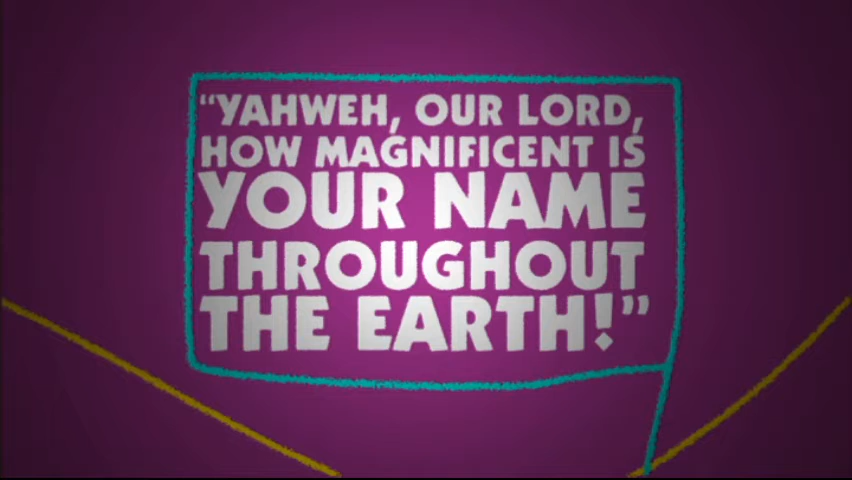 “YAHWEH, OUR LORD,
HOW MAGNIFICENT IS
YOUR NAME
THROUGHOUT
THE EARTH!”